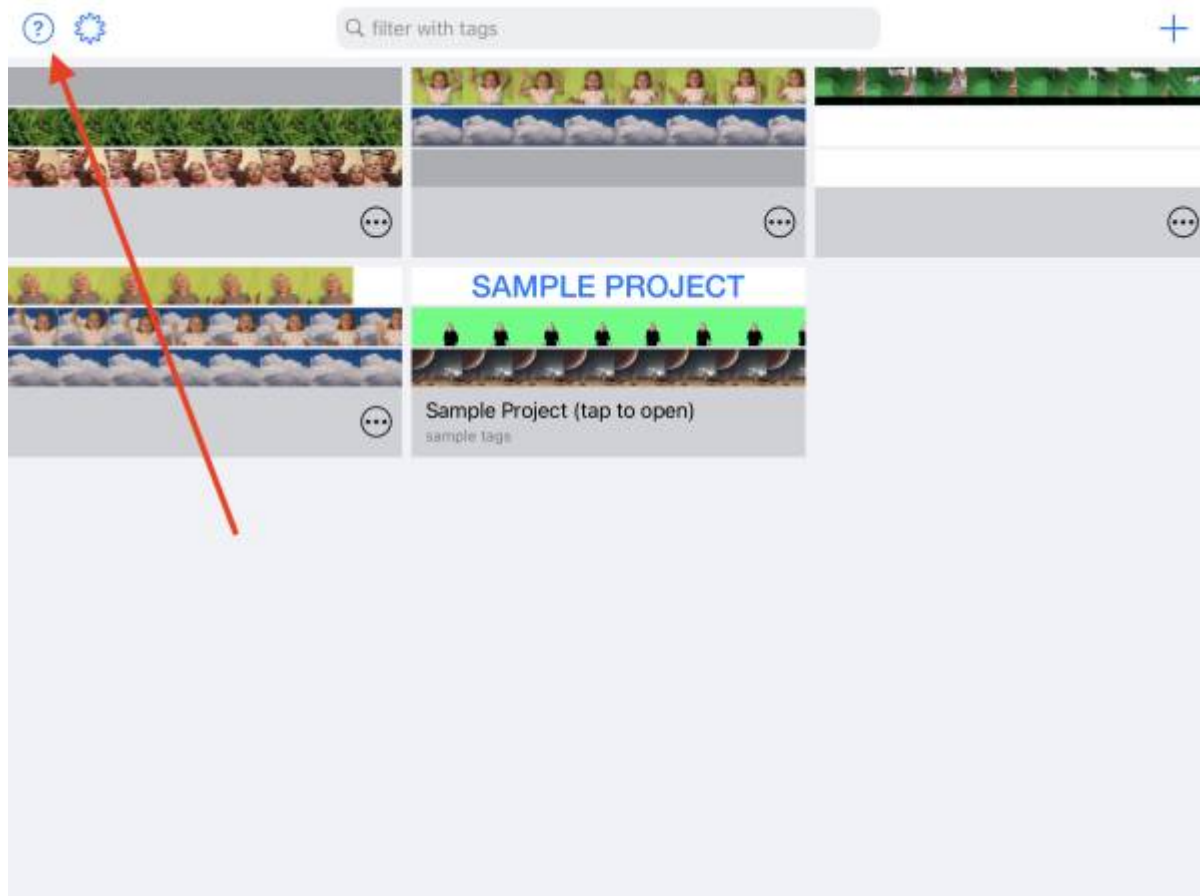 ?
filter with tags
SAMPLE PROJECT
Sample Project (tap to open)
sample tags